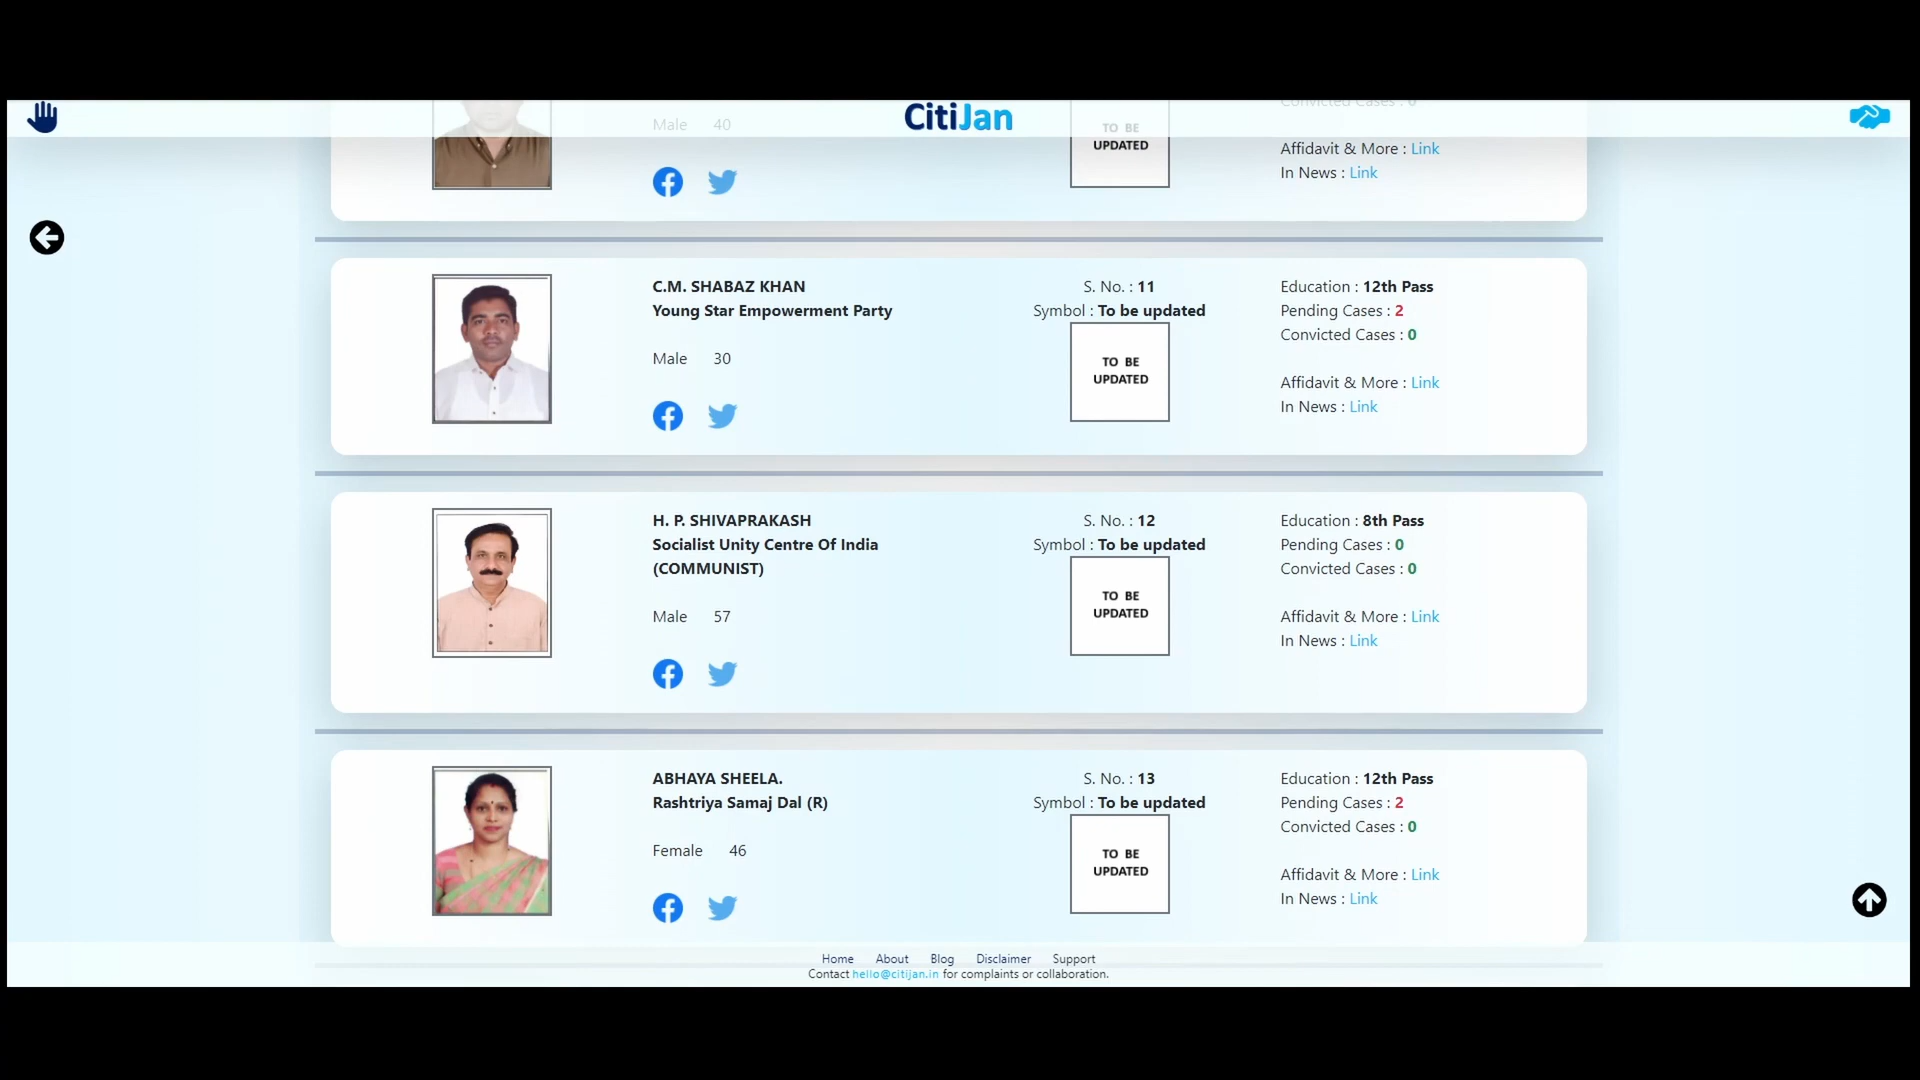 CitiJan
Convicted Cases : 0
Male 40
TO BE
UPDATED
Affidavit & More : Link
In News : Link
C.M. SHABAZ KHAN
Young Star Empowerment Party
Male 30
S. No. : 11
Symbol : To be updated
TO BE
UPDATED
Education : 12th Pass
Pending Cases : 2
Convicted Cases : 0
Affidavit & More : Link
In News : Link
H. P. SHIVAPRAKASH
Socialist Unity Centre Of India
(COMMUNIST)
Male 57
S. No. : 12
Symbol : To be updated
TO BE
UPDATED
Education : 8th Pass
Pending Cases : 0
Convicted Cases : 0
Affidavit & More : Link
In News : Link
ABHAYA SHEELA.
Rashtriya Samaj Dal (R)
Female 46
S. No. : 13
Symbol : To be updated
TO BE
UPDATED
Education : 12th Pass
Pending Cases : 2
Convicted Cases : 0
Affidavit & More : Link
In News : Link
Home About Blog Disclaimer Support
Contact hello@citijan.in for complaints or collaboration.